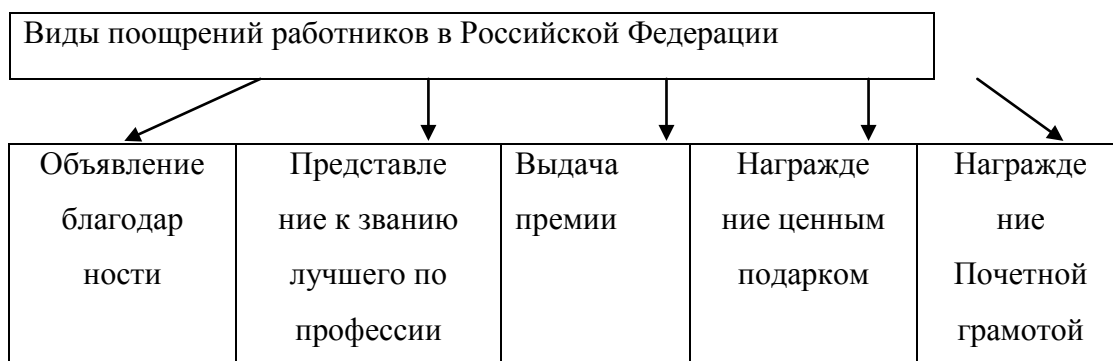 Виды поощрений работников в Российской Федерации
Объявление
благодар
ности
Представле
ние к званию
лучшего по
профессии
Выдача
премии
Награжде
ние ценным
подарком
Награжде
ние
Почетной
грамотой